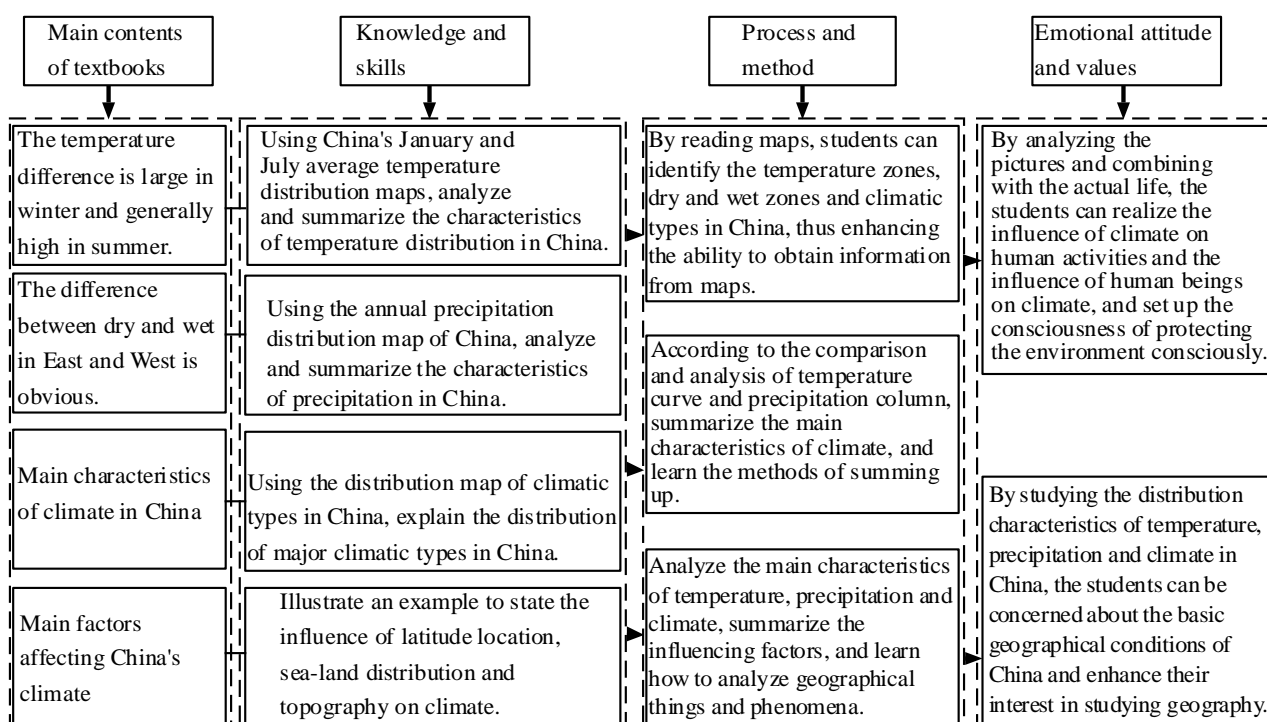 Main contents
of textbooks
Knowledge and
skills
Process and
method
Emotional attitude
and values
The temperature
difference is large in
winter and generally
high in summer.
The difference
between dry and wet
in East and West is
obvious.
Main characteristics
of climate in China
Main factors
affecting China's
climate
Using China's January and
July average temperature
distribution maps, analyze
and summarize the characteristics
of temperature distribution in China.
Using the annual precipitation
distribution map of China, analyze
and summarize the characteristics
of precipitation in China.
Using the distribution map of climatic
types in China, explain the distribution
of major climatic types in China.
Illustrate an example to state the
influence of latitude location,
sea-land distribution and
topography on climate.
By reading maps, students can
identify the temperature zones,
dry and wet zones and climatic
types in China, thus enhancing
the ability to obtain information
from maps.
According to the comparison
and analysis of temperature
curve and precipitation column,
summarize the main
characteristics of climate, and
learn the methods of summing
up.
Analyze the main characteristics
of temperature, precipitation and
climate, summarize the
influencing factors, and learn
how to analyze geographical
things and phenomena.
By analyzing the
pictures and combining
with the actual life, the
students can realize the
influence of climate on
human activities and the
influence of human beings
on climate, and set up the
consciousness of protecting
the environment consciously.
By studying the distribution
characteristics of temperature,
precipitation and climate in
China, the students can be
concerned about the basic
geographical conditions of
China and enhance their
interest in studying geography.